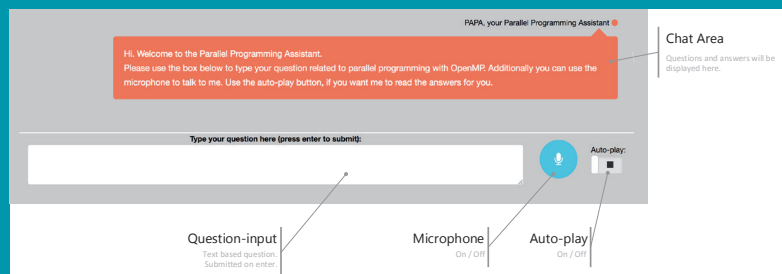 PAPA, your Parallel Programming Assistant
Hi. Welcome to the Parallel Programming Assistant.
Please use the box below to type your question related to parallel programming with OpenMP. Additionally you can use the
microphone to talk to me. Use the auto-play button, if you want me to read the answers for you.
Chat Area
Questions and answers will be
displayed here.
Type your question here (press enter to submit):
Auto-play:
Question-input
Text based question.
Submitted on enter.
Microphone
On / Off
Auto-play
On / Off